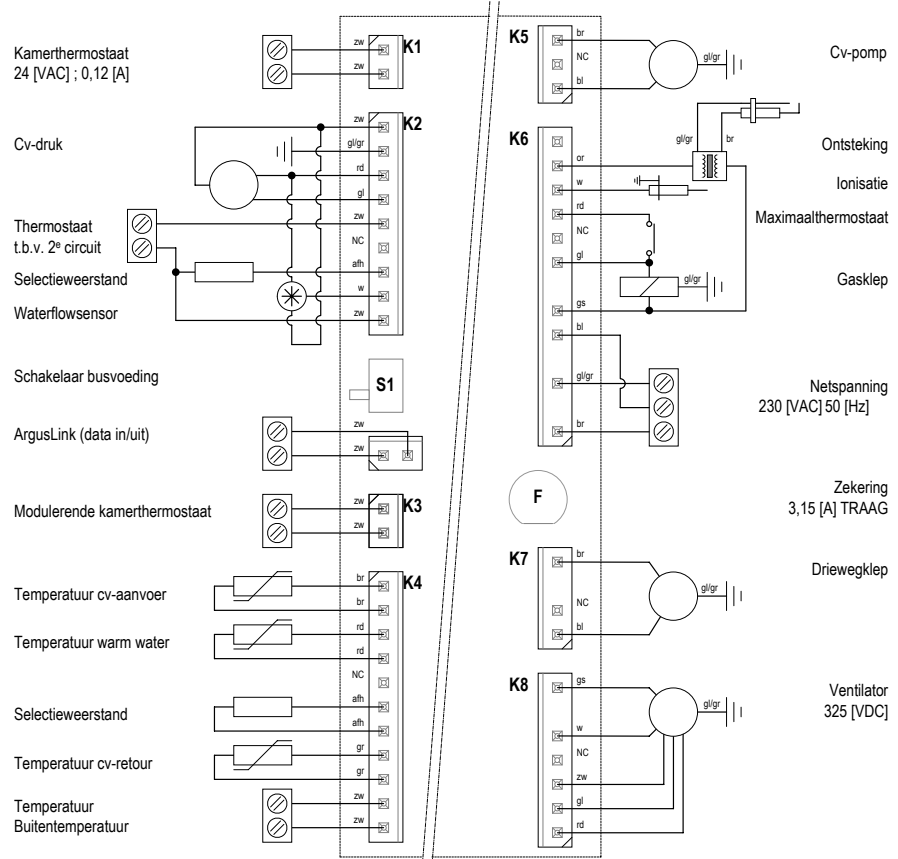 Kamerthermostaat
24 [VAC] ; 0,12 [A]
zw
zw
K1
Cv-druk
zw
gl/gr
rd
gl
zw
NC
afh
w
zw
K2
Thermostaat
t.b.v. 2e circuit
Selectieweerstand
Waterflowsensor
Schakelaar busvoeding
S1
ArgusLink (data in/uit)
zw
zw
Modulerende kamerthermostaat
zw
zw
K3
Temperatuur cv-aanvoer
br
br
K4
Temperatuur warm water
rd
rd
NC
Selectieweerstand
afh
afh
Temperatuur cv-retour
gr
gr
Temperatuur
Buitentemperatuur
zw
zw
K5
br
NC
bl
gl/gr
Cv-pomp
K6
or
w
rd
NC
gl
gs
bl
gl/gr
br
gl/gr
br
Ontsteking
Ionisatie
Maximaalthermostaat
gl/gr
Gasklep
Netspanning
230 [VAC] 50 [Hz]
F
Zekering
3,15 [A] TRAAG
K7
br
NC
bl
gl/gr
Driewegklep
K8
gs
w
NC
zw
gl
rd
gl/gr
Ventilator
325 [VDC]